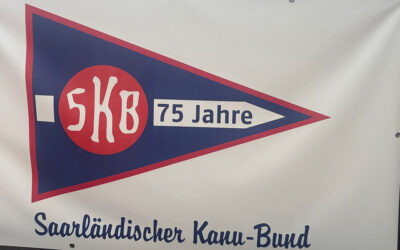 SKB
75 Jahre
Saarländischer Kanu-Bund